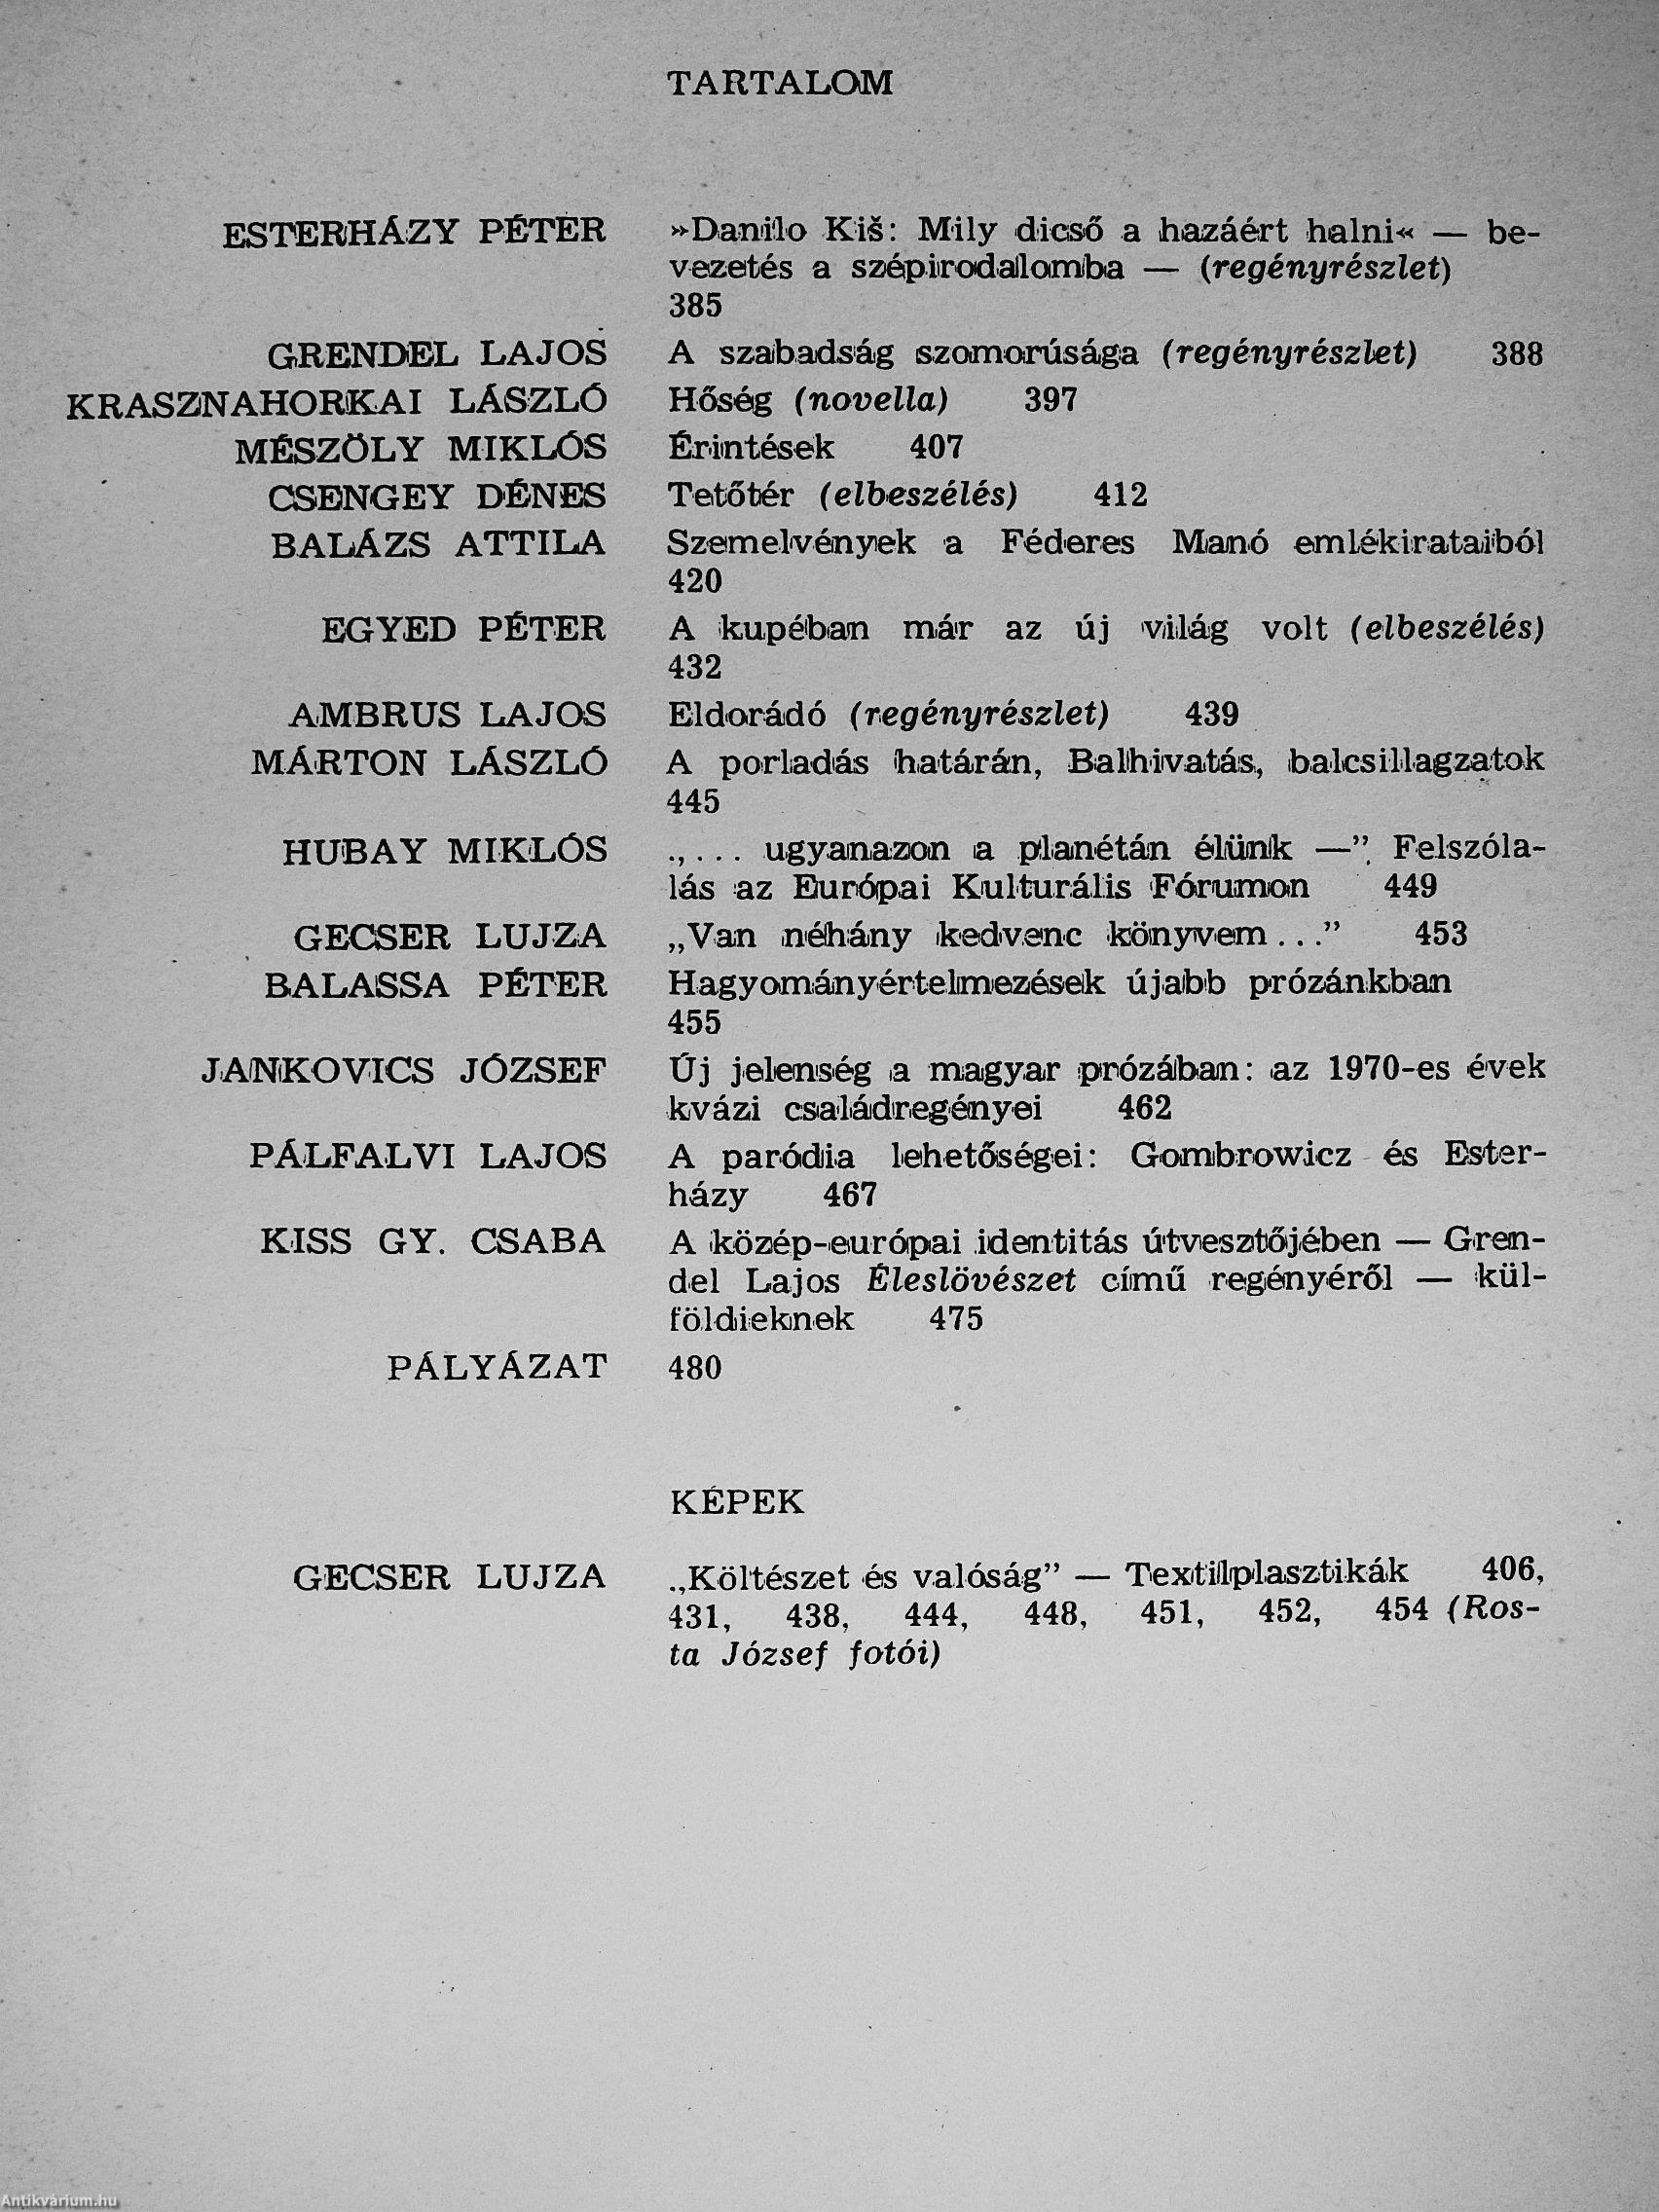 TARTALOM
ESTERHÁZY PÉTER »Danilo Kiš: Mily dicső a hazáért halni« — be-
vezetés a szépirodalomba — (regényrészlet)
385
GRENDEL LAJOS A szabadság szomorúsága (regényrészlet) 388
KRASZNAHORKAI LÁSZLÓ Hőség (novella) 397
MÉSZÖLY MIKLÓS Érintések 407
CSENGEY DÉNES Tetőtér (elbeszélés) 412
BALÁZS ATTILA Szemelvények a Féderes Manó emlékirataiból
420
EGYED PÉTER A kupéban már az új világ volt (elbeszélés)
432
AMBRUS LAJOS Eldorádó (regényrészlet) 439
MÁRTON LÁSZLÓ A porladás határán, Balhivatás, balcsillagzatok
445
HUBAY MIKLÓS „... ugyanazon a planétán élünk —” Felszóla-
lás az Európai Kulturális Fórumon 449
GECSER LUJZA „Van néhány kedvenc könyvem...” 453
BALASSA PÉTER Hagyományértelmezések újabb prózánkban
455
JANKOVICS JÓZSEF Új jelenség a magyar prózában: az 1970-es évek
kvázi családregényei 462
PÁLFALVI LAJOS A paródia lehetőségei: Gombrowicz és Ester-
házy 467
KISS GY. CSABA A közép-európai identitás útvesztőjében — Gren-
del Lajos Éleslövészet című regényéről — kül-
földieknek 475
PÁLYÁZAT 480
KÉPEK
GECSER LUJZA „Költészet és valóság” — Textilplasztikák 406,
431, 438, 444, 448, 451, 452, 454 (Ros-
ta József fotói)
Antikvárium.hu